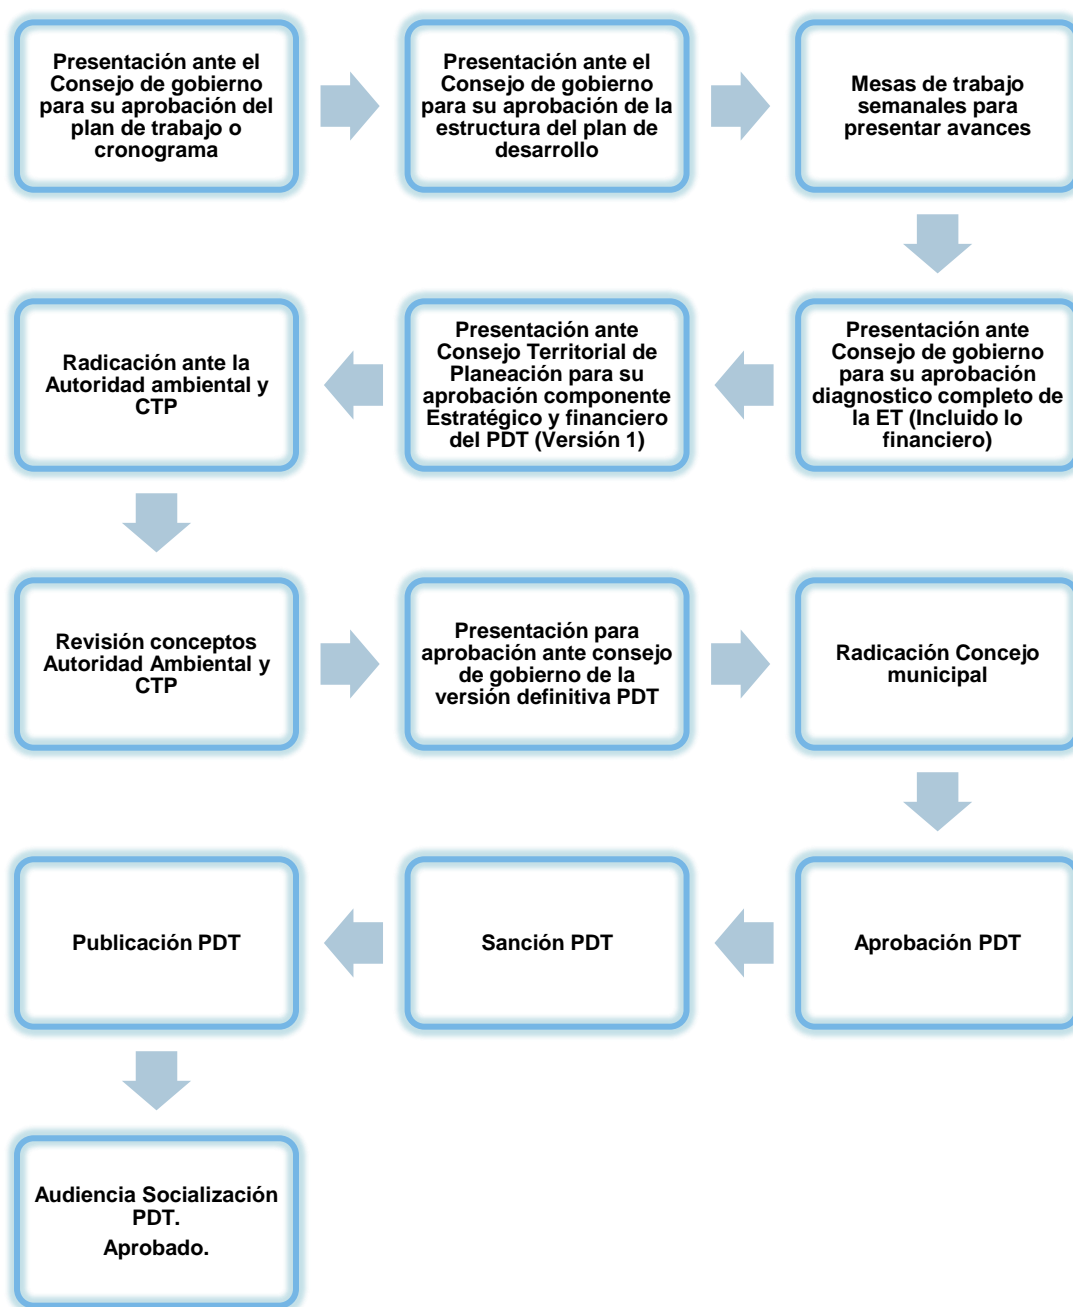 Presentación ante el
Consejo de gobierno
para su aprobación del
plan de trabajo o
cronograma
Presentación ante el
Consejo de gobierno
para su aprobación de la
estructura del plan de
desarrollo
Mesas de trabajo
semanales para
presentar avances
Presentación ante
Consejo de gobierno
para su aprobación
diagnostico completo de
la ET (Incluido lo
financiero)
Presentación ante
Consejo Territorial de
Planeación para su
aprobación componente
Estratégico y financiero
del PDT (Versión 1)
Radicación ante la
Autoridad ambiental y
CTP
Revisión conceptos
Autoridad Ambiental y
CTP
Presentación para
aprobación ante consejo
de gobierno de la
versión definitiva PDT
Radicación Concejo
municipal
Aprobación PDT
Sanción PDT
Publicación PDT
Audiencia Socialización
PDT.
Aprobado.